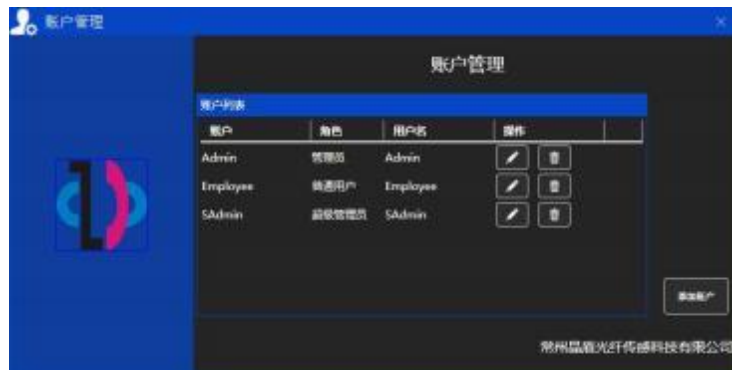 账户管理
账户管理
账户列表
账户 角色 用户名 操作
Admin 管理员 Admin
Employee 普通用户 Employee
SAdmin 超级管理员 SAdmin
添加账户
常州晶盾光纤传感科技有限公司